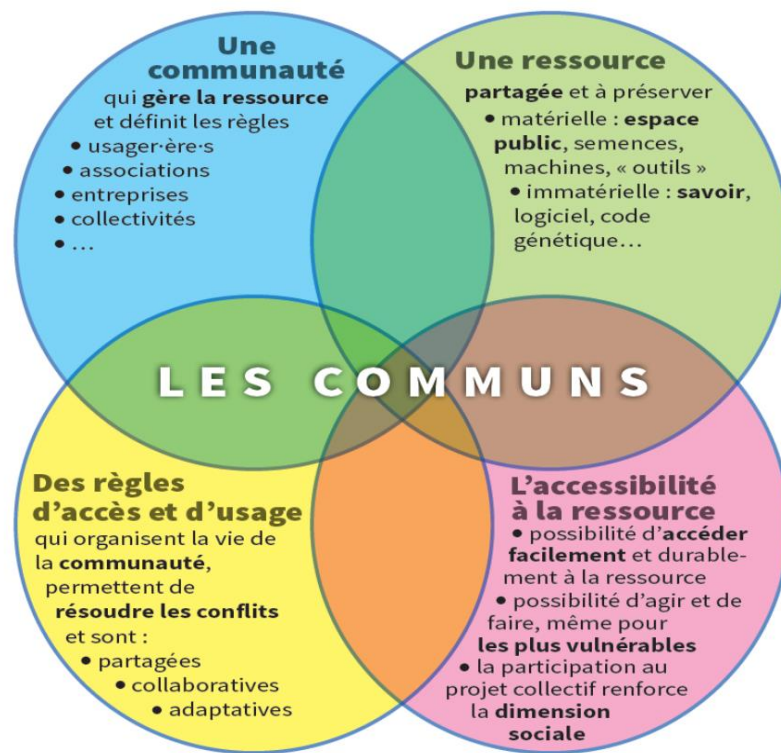 Une
communauté
qui gère la ressource
et définit les règles
• usager·ère·s
• associations
• entreprises
• collectivités
• …
Une ressource
partagée et à préserver
• matérielle : espace
public, semences,
machines, « outils »
• immatérielle : savoir,
logiciel, code
génétique…
LES COMMUNS
Des règles
d’accès et d’usage
qui organisent la vie de
la communauté,
permettent de
résoudre les conflits
et sont :
• partagées
• collaboratives
• adaptatives
L’accessibilité
à la ressource
• possibilité d’accéder
facilement et durable-
ment à la ressource
• possibilité d’agir et de
faire, même pour
les plus vulnérables
• la participation au
projet collectif renforce
la dimension
sociale